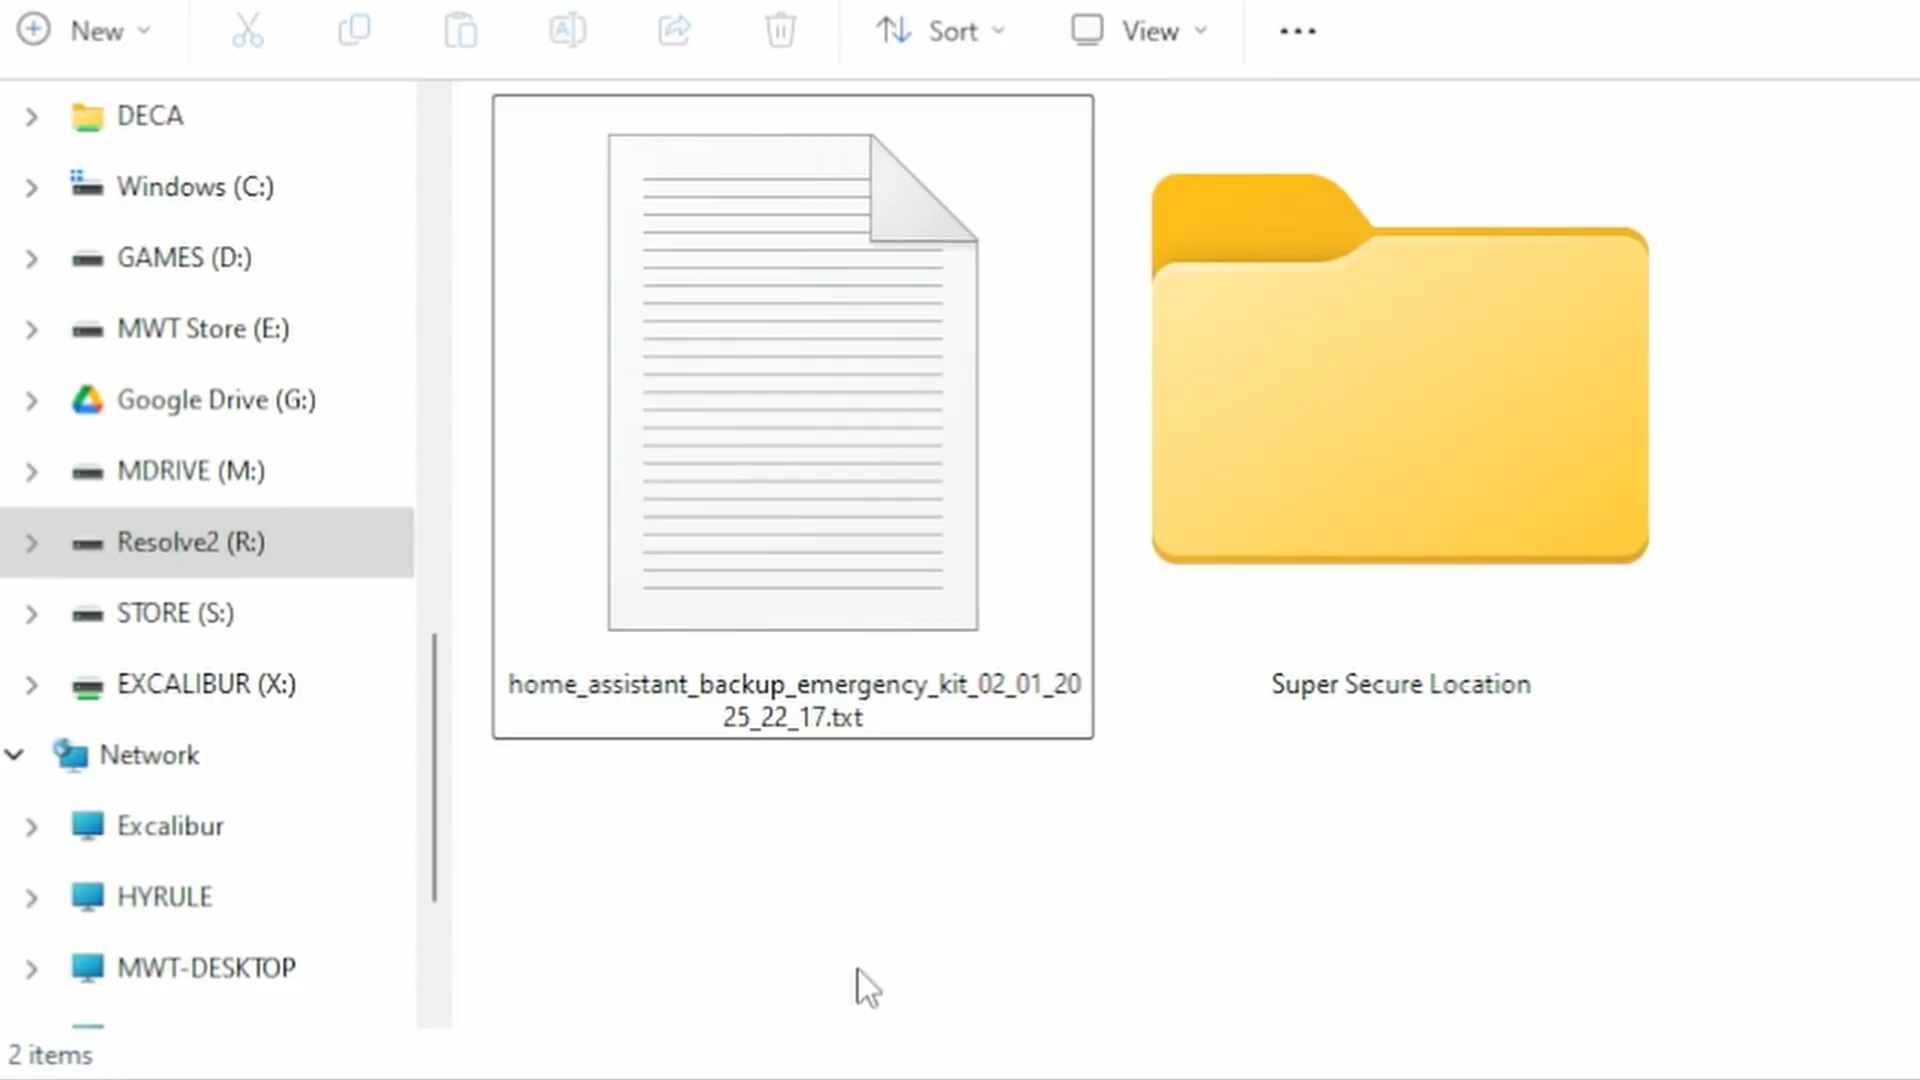 New
Sort
View
DECA
Windows (C:)
GAMES (D:)
MWT Store (E:)
Google Drive (G:)
MDRIVE (M:)
Resolve2 (R:)
STORE (S:)
EXCALIBUR (X:)
Network
Excalibur
HYRULE
MWT-DESKTOP
home_assistant_backup_emergency_kit_02_01_20
25_22_17.txt
Super Secure Location
2 items